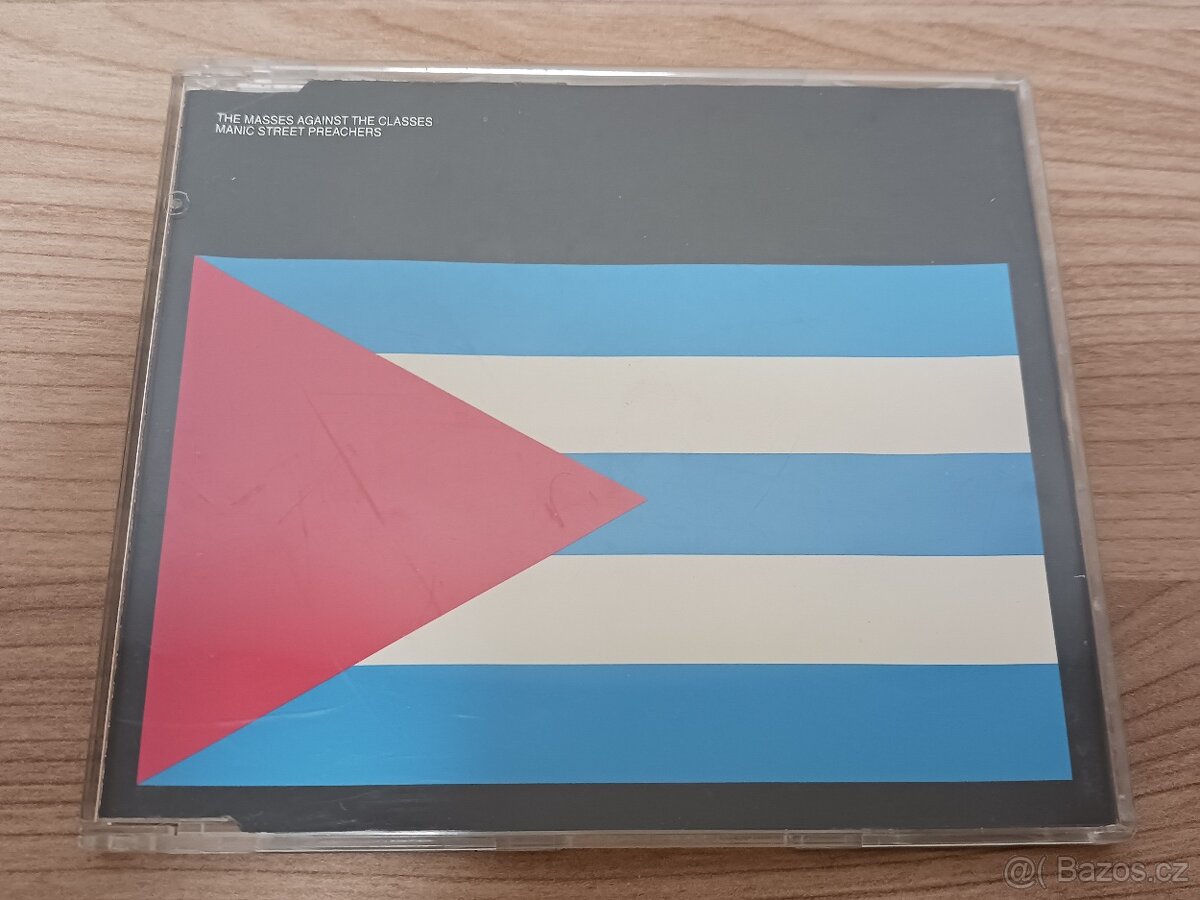 THE MASSES AGAINST THE CLASSES
MANIC STREET PREACHERS
@( Bazos.cz